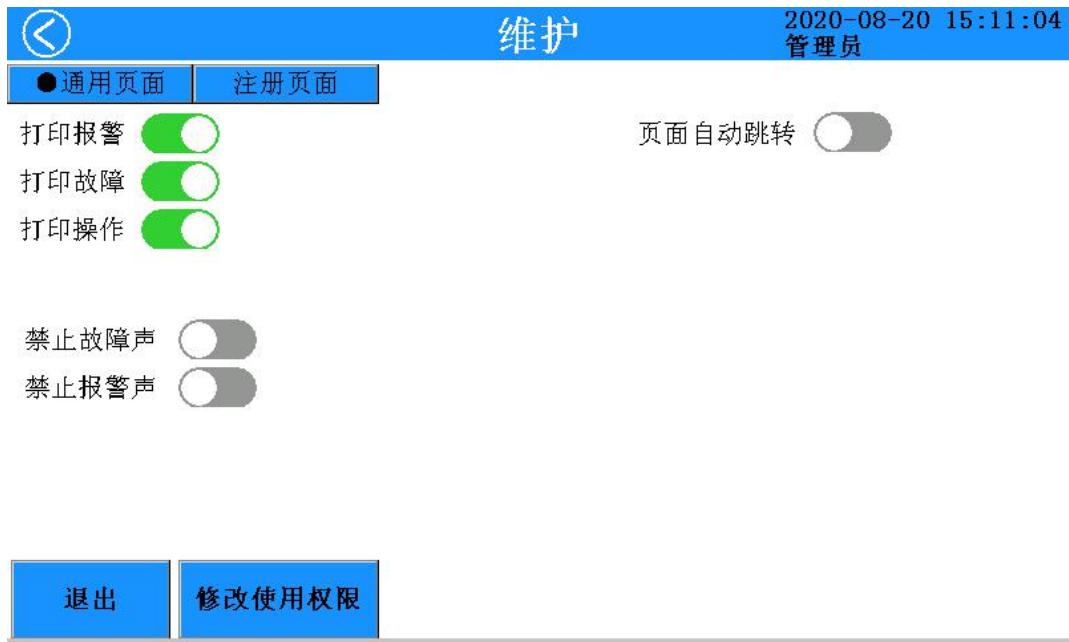 维护
2020-08-20 15:11:04
管理员
●通用页面
注册页面
打印报警
页面自动跳转
打印故障
打印操作
禁止故障声
禁止报警声
退出
修改使用权限